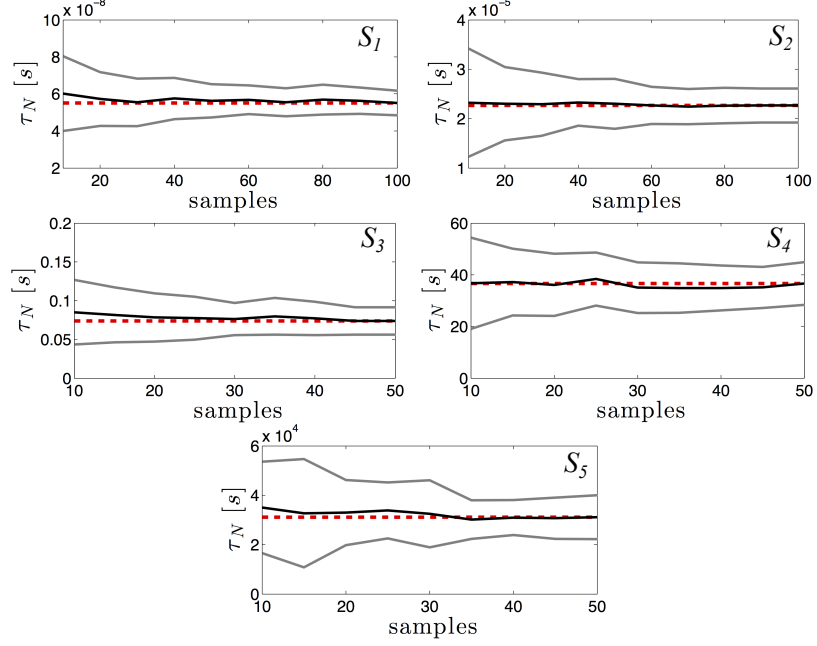 x 10⁻⁸
S₁
τ_N [s]
10
8
6
4
2
20 40 60 80 100
samples
x 10⁻⁵
S₂
τ_N [s]
4
3
2
1
20 40 60 80 100
samples
S₃
τ_N [s]
0.2
0.15
0.1
0.05
0
10 20 30 40 50
samples
S₄
τ_N [s]
60
40
20
0
10 20 30 40 50
samples
x 10⁴
S₅
τ_N [s]
6
4
2
0
10 20 30 40 50
samples